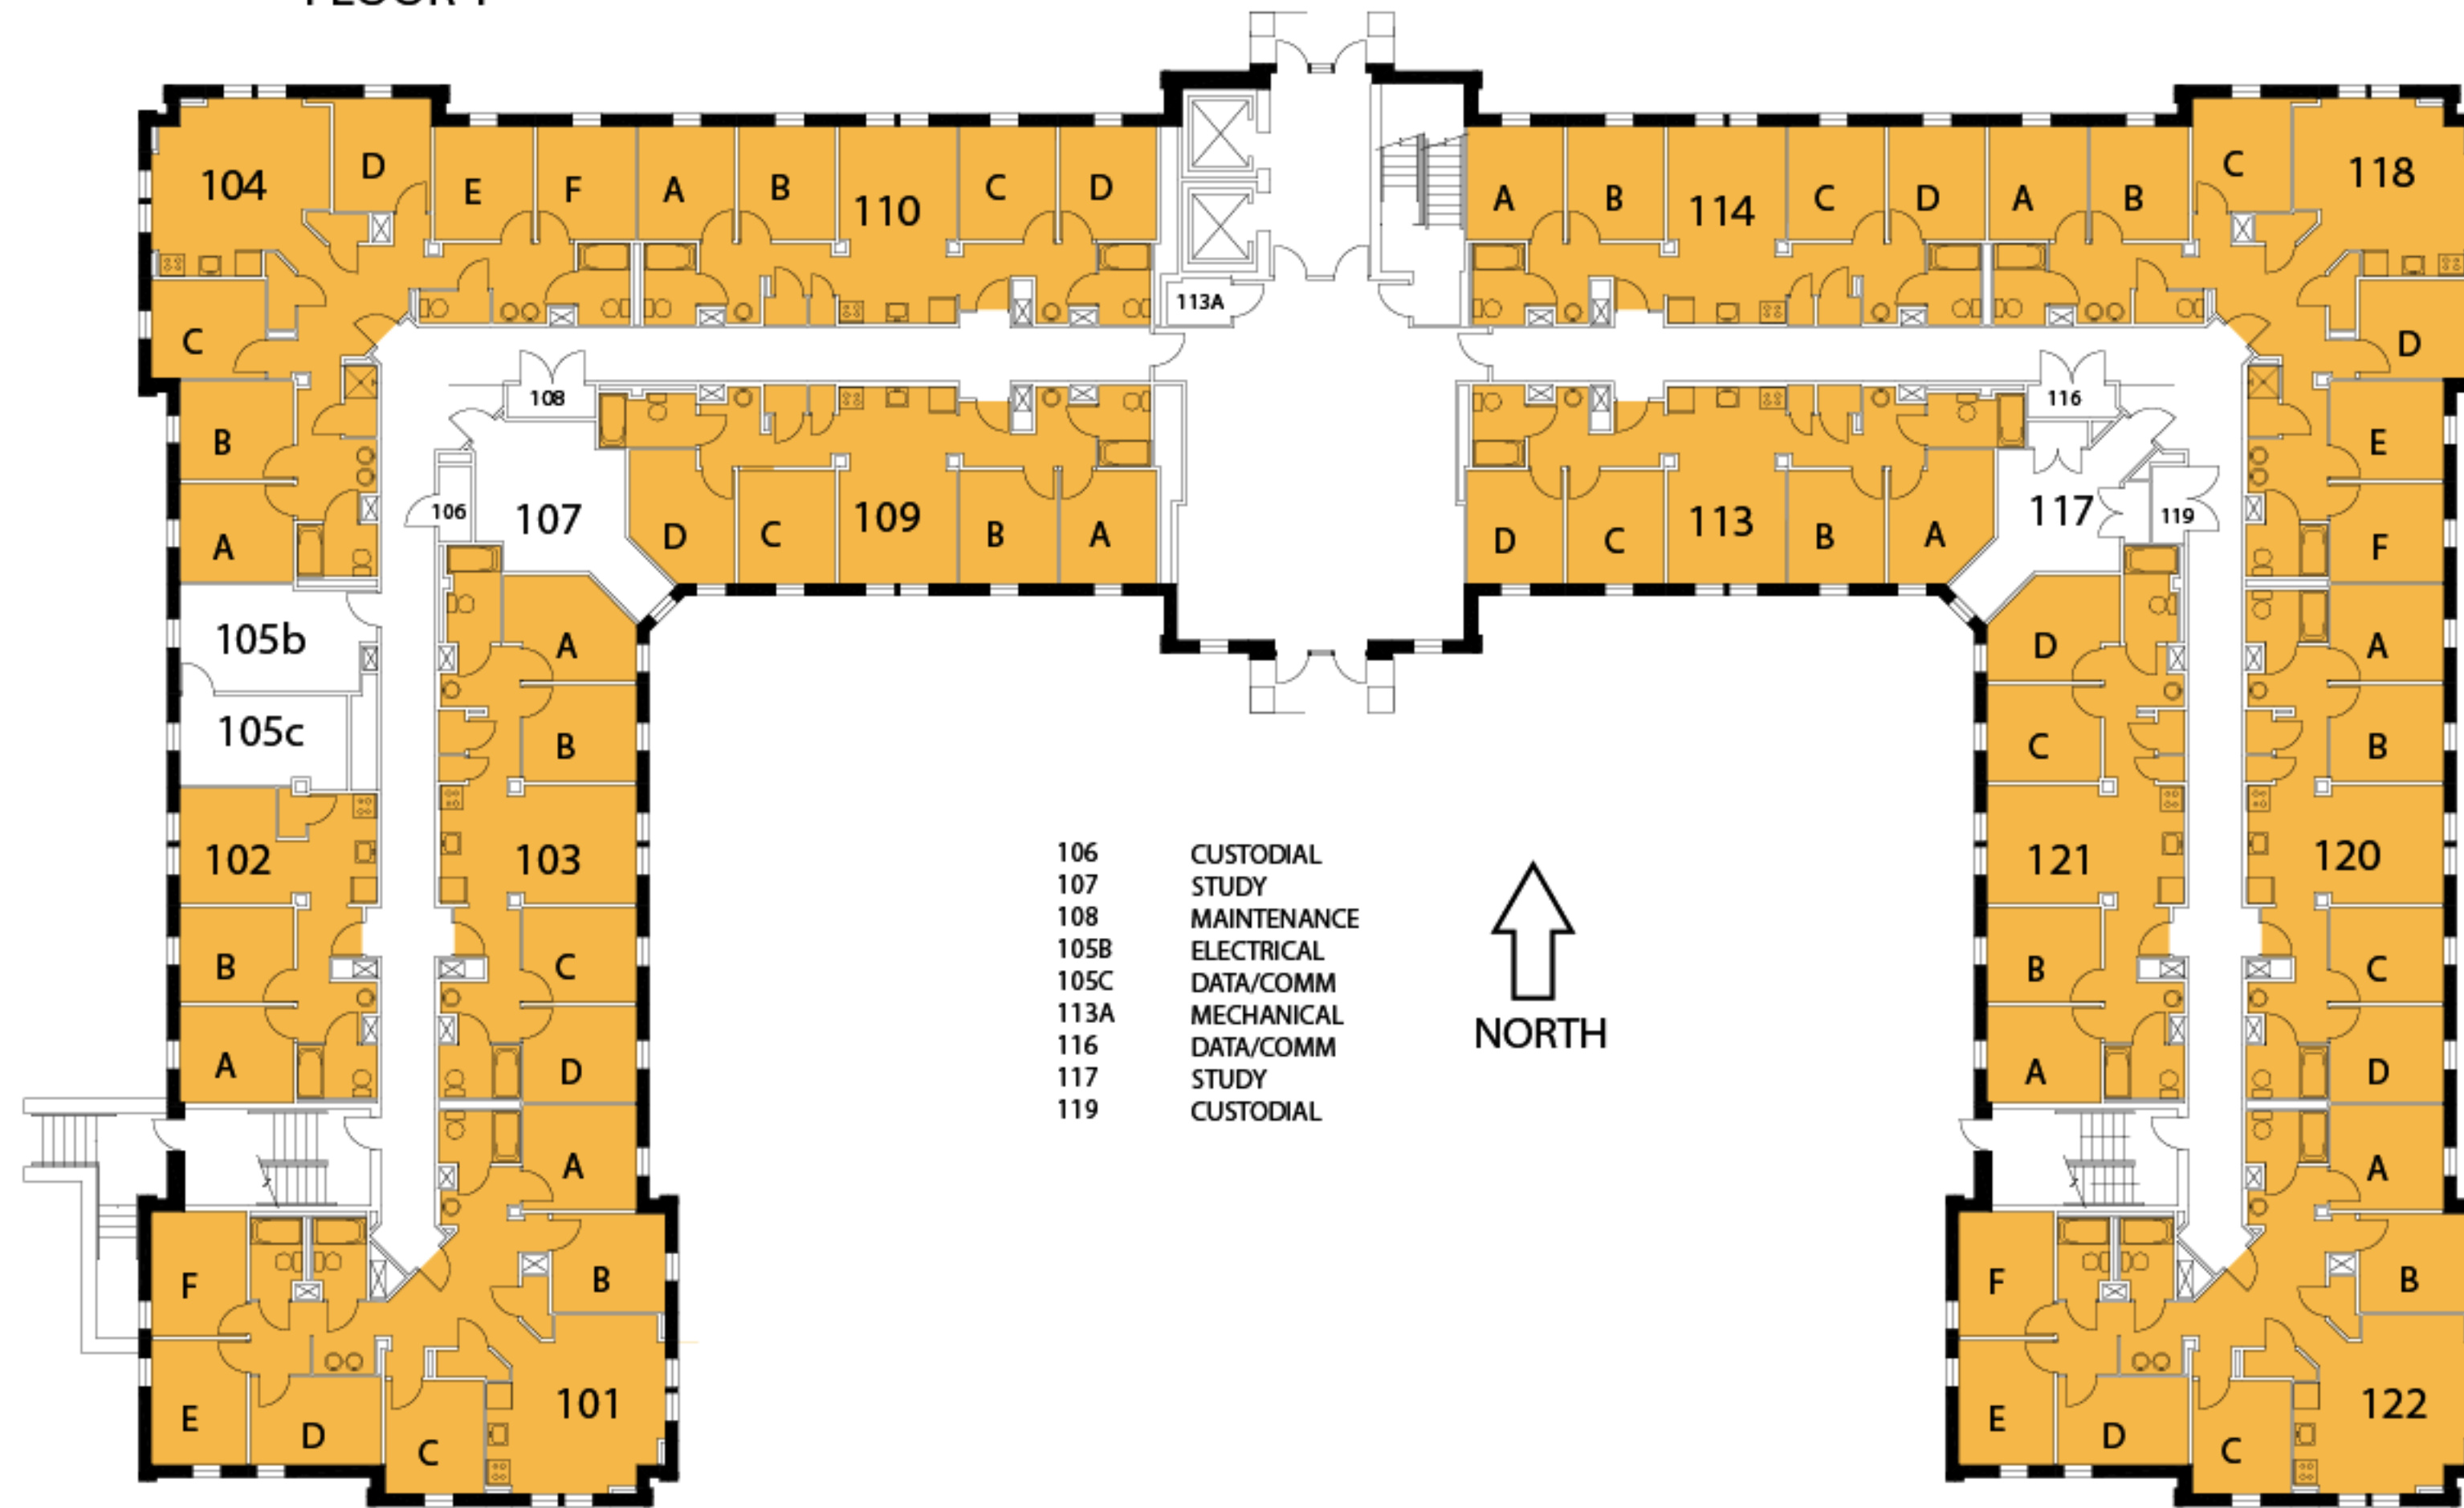 FLOOR 1
104
D
E
F
A
B
110
C
D
A
B
114
C
D
A
B
C
118
113A
C
D
108
116
B
E
106
107
D
C
109
B
A
D
C
113
B
A
117
119
A
F
105b
A
D
A
105c
B
C
B
102
103
106 CUSTODIAL
107 STUDY
108 MAINTENANCE
105B ELECTRICAL
105C DATA/COMM
113A MECHANICAL
116 DATA/COMM
117 STUDY
119 CUSTODIAL
NORTH
121
120
B
C
B
C
A
D
A
D
A
A
F
B
F
B
E
D
C
101
E
D
C
122